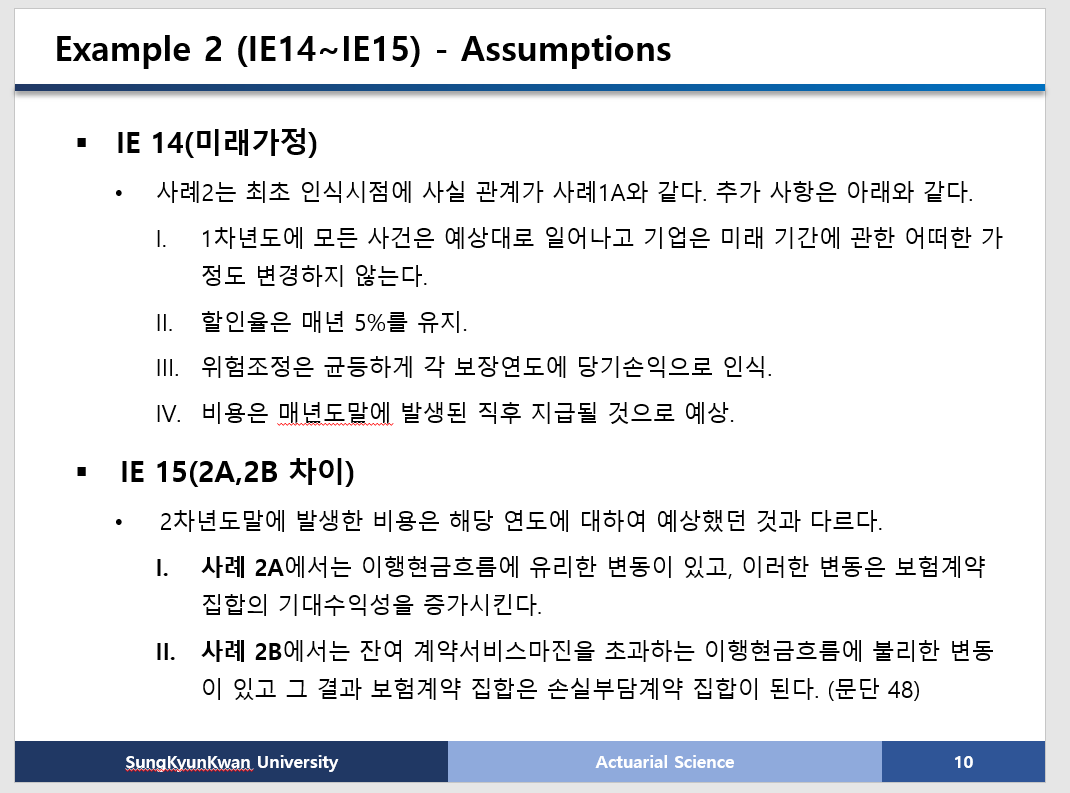 Example 2 (IE14~IE15) - Assumptions
▪ IE 14(미래가정)
• 사례2는 최초 인식시점에 사실 관계가 사례1A와 같다. 추가 사항은 아래와 같다.
I. 1차년도에 모든 사건은 예상대로 일어나고 기업은 미래 기간에 관한 어떠한 가
정도 변경하지 않는다.
II. 할인율은 매년 5%를 유지.
III. 위험조정은 균등하게 각 보장연도에 당기손익으로 인식.
IV. 비용은 매년도말에 발생된 직후 지급될 것으로 예상.
▪ IE 15(2A,2B 차이)
• 2차년도말에 발생한 비용은 해당 연도에 대하여 예상했던 것과 다르다.
I. 사례 2A에서는 이행현금흐름에 유리한 변동이 있고, 이러한 변동은 보험계약
집합의 기대수익성을 증가시킨다.
II. 사례 2B에서는 잔여 계약서비스마진을 초과하는 이행현금흐름에 불리한 변동
이 있고 그 결과 보험계약 집합은 손실부담계약 집합이 된다. (문단 48)
SungKyunKwan University
Actuarial Science
10